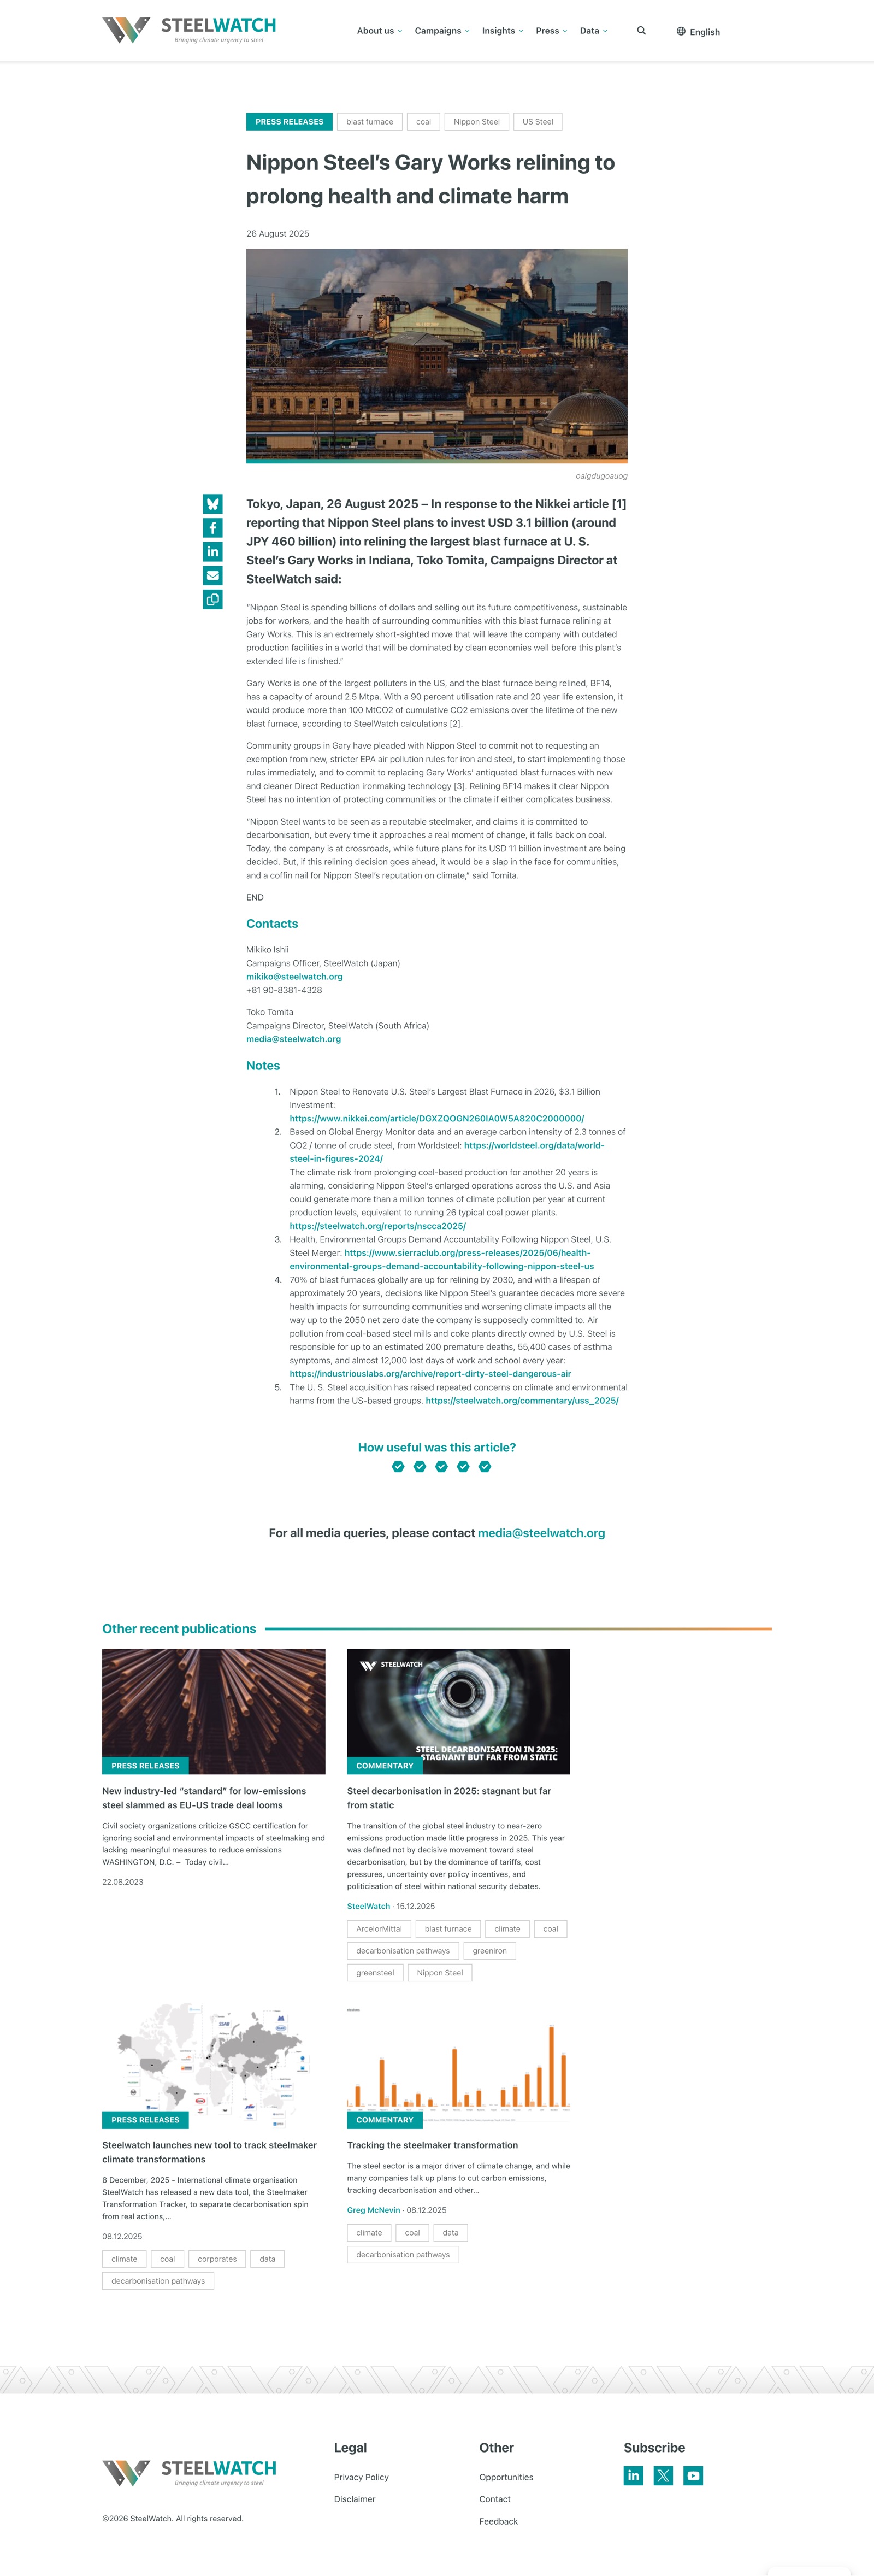 STEELWATCH
Bringing climate urgency to steel
About us
Campaigns
Insights
Press
Data
English
PRESS RELEASES
blast furnace
coal
Nippon Steel
US Steel
Nippon Steel’s Gary Works relining to
prolong health and climate harm
26 August 2025
oaigdugoauog
Tokyo, Japan, 26 August 2025 – In response to the Nikkei article [1]
reporting that Nippon Steel plans to invest USD 3.1 billion (around
JPY 460 billion) into relining the largest blast furnace at U. S.
Steel’s Gary Works in Indiana, Toko Tomita, Campaigns Director at
SteelWatch said:
“Nippon Steel is spending billions of dollars and selling out its future competitiveness, sustainable
jobs for workers, and the health of surrounding communities with this blast furnace relining at
Gary Works. This is an extremely short-sighted move that will leave the company with outdated
production facilities in a world that will be dominated by clean economies well before this plant’s
extended life is finished.”
Gary Works is one of the largest polluters in the US, and the blast furnace being relined, BF14,
has a capacity of around 2.5 Mtpa. With a 90 percent utilisation rate and 20 year life extension, it
would produce more than 100 MtCO2 of cumulative CO2 emissions over the lifetime of the new
blast furnace, according to SteelWatch calculations [2].
Community groups in Gary have pleaded with Nippon Steel to commit not to requesting an
exemption from new, stricter EPA air pollution rules for iron and steel, to start implementing those
rules immediately, and to commit to replacing Gary Works’ antiquated blast furnaces with new
and cleaner Direct Reduction ironmaking technology [3]. Relining BF14 makes it clear Nippon
Steel has no intention of protecting communities or the climate if either complicates business.
“Nippon Steel wants to be seen as a reputable steelmaker, and claims it is committed to
decarbonisation, but every time it approaches a real moment of change, it falls back on coal.
Today, the company is at crossroads, while future plans for its USD 11 billion investment are being
decided. But, if this relining decision goes ahead, it would be a slap in the face for communities,
and a coffin nail for Nippon Steel’s reputation on climate,” said Tomita.
END
Contacts
Mikiko Ishii
Campaigns Officer, SteelWatch (Japan)
mikiko@steelwatch.org
+81 90-8381-4328
Toko Tomita
Campaigns Director, SteelWatch (South Africa)
media@steelwatch.org
Notes
1. Nippon Steel to Renovate U.S. Steel’s Largest Blast Furnace in 2026, $3.1 Billion
Investment:
https://www.nikkei.com/article/DGXZQOGN260IA0W5A820C2000000/
2. Based on Global Energy Monitor data and an average carbon intensity of 2.3 tonnes of
CO2 / tonne of crude steel, from Worldsteel: https://worldsteel.org/data/world-
steel-in-figures-2024/
The climate risk from prolonging coal-based production for another 20 years is
alarming, considering Nippon Steel’s enlarged operations across the U.S. and Asia
could generate more than a million tonnes of climate pollution per year at current
production levels, equivalent to running 26 typical coal power plants.
https://steelwatch.org/reports/nscca2025/
3. Health, Environmental Groups Demand Accountability Following Nippon Steel, U.S.
Steel Merger: https://www.sierraclub.org/press-releases/2025/06/health-
environmental-groups-demand-accountability-following-nippon-steel-us
4. 70% of blast furnaces globally are up for relining by 2030, and with a lifespan of
approximately 20 years, decisions like Nippon Steel’s guarantee decades more severe
health impacts for surrounding communities and worsening climate impacts all the
way up to the 2050 net zero date the company is supposedly committed to. Air
pollution from coal-based steel mills and coke plants directly owned by U.S. Steel is
responsible for up to an estimated 200 premature deaths, 55,400 cases of asthma
symptoms, and almost 12,000 lost days of work and school every year:
https://industriouslabs.org/archive/report-dirty-steel-dangerous-air
5. The U. S. Steel acquisition has raised repeated concerns on climate and environmental
harms from the US-based groups. https://steelwatch.org/commentary/uss_2025/
How useful was this article?
For all media queries, please contact media@steelwatch.org
Other recent publications
PRESS RELEASES
New industry-led “standard” for low-emissions
steel slammed as EU-US trade deal looms
Civil society organizations criticize GSCC certification for
ignoring social and environmental impacts of steelmaking and
lacking meaningful measures to reduce emissions
WASHINGTON, D.C. – Today civil...
22.08.2023
STEELWATCH
STEEL DECARBONISATION IN 2025:
STAGNANT BUT FAR FROM STATIC
COMMENTARY
Steel decarbonisation in 2025: stagnant but far
from static
The transition of the global steel industry to near-zero
emissions production made little progress in 2025. This year
was defined not by decisive movement toward steel
decarbonisation, but by the dominance of tariffs, cost
pressures, uncertainty over policy incentives, and
politicisation of steel within national security debates.
SteelWatch · 15.12.2025
ArcelorMittal
blast furnace
climate
coal
decarbonisation pathways
greeniron
greensteel
Nippon Steel
PRESS RELEASES
Steelwatch launches new tool to track steelmaker
climate transformations
8 December, 2025 - International climate organisation
SteelWatch has released a new data tool, the Steelmaker
Transformation Tracker, to separate decarbonisation spin
from real actions,...
08.12.2025
climate
coal
corporates
data
decarbonisation pathways
COMMENTARY
Tracking the steelmaker transformation
The steel sector is a major driver of climate change, and while
many companies talk up plans to cut carbon emissions,
tracking decarbonisation and other...
Greg McNevin · 08.12.2025
climate
coal
data
decarbonisation pathways
STEELWATCH
Bringing climate urgency to steel
©2026 SteelWatch. All rights reserved.
Legal
Privacy Policy
Disclaimer
Other
Opportunities
Contact
Feedback
Subscribe